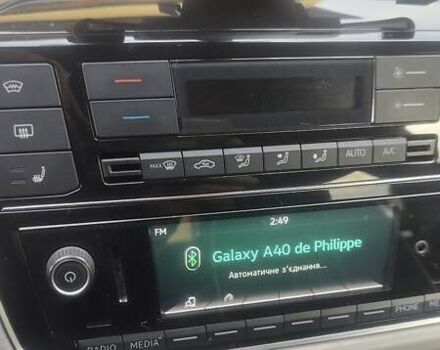 MAX
AUTO
A/C
FM
2:49
Galaxy A40 de Philippe
Автоматичне з'єднання...
RADIO
MEDIA
PHONE